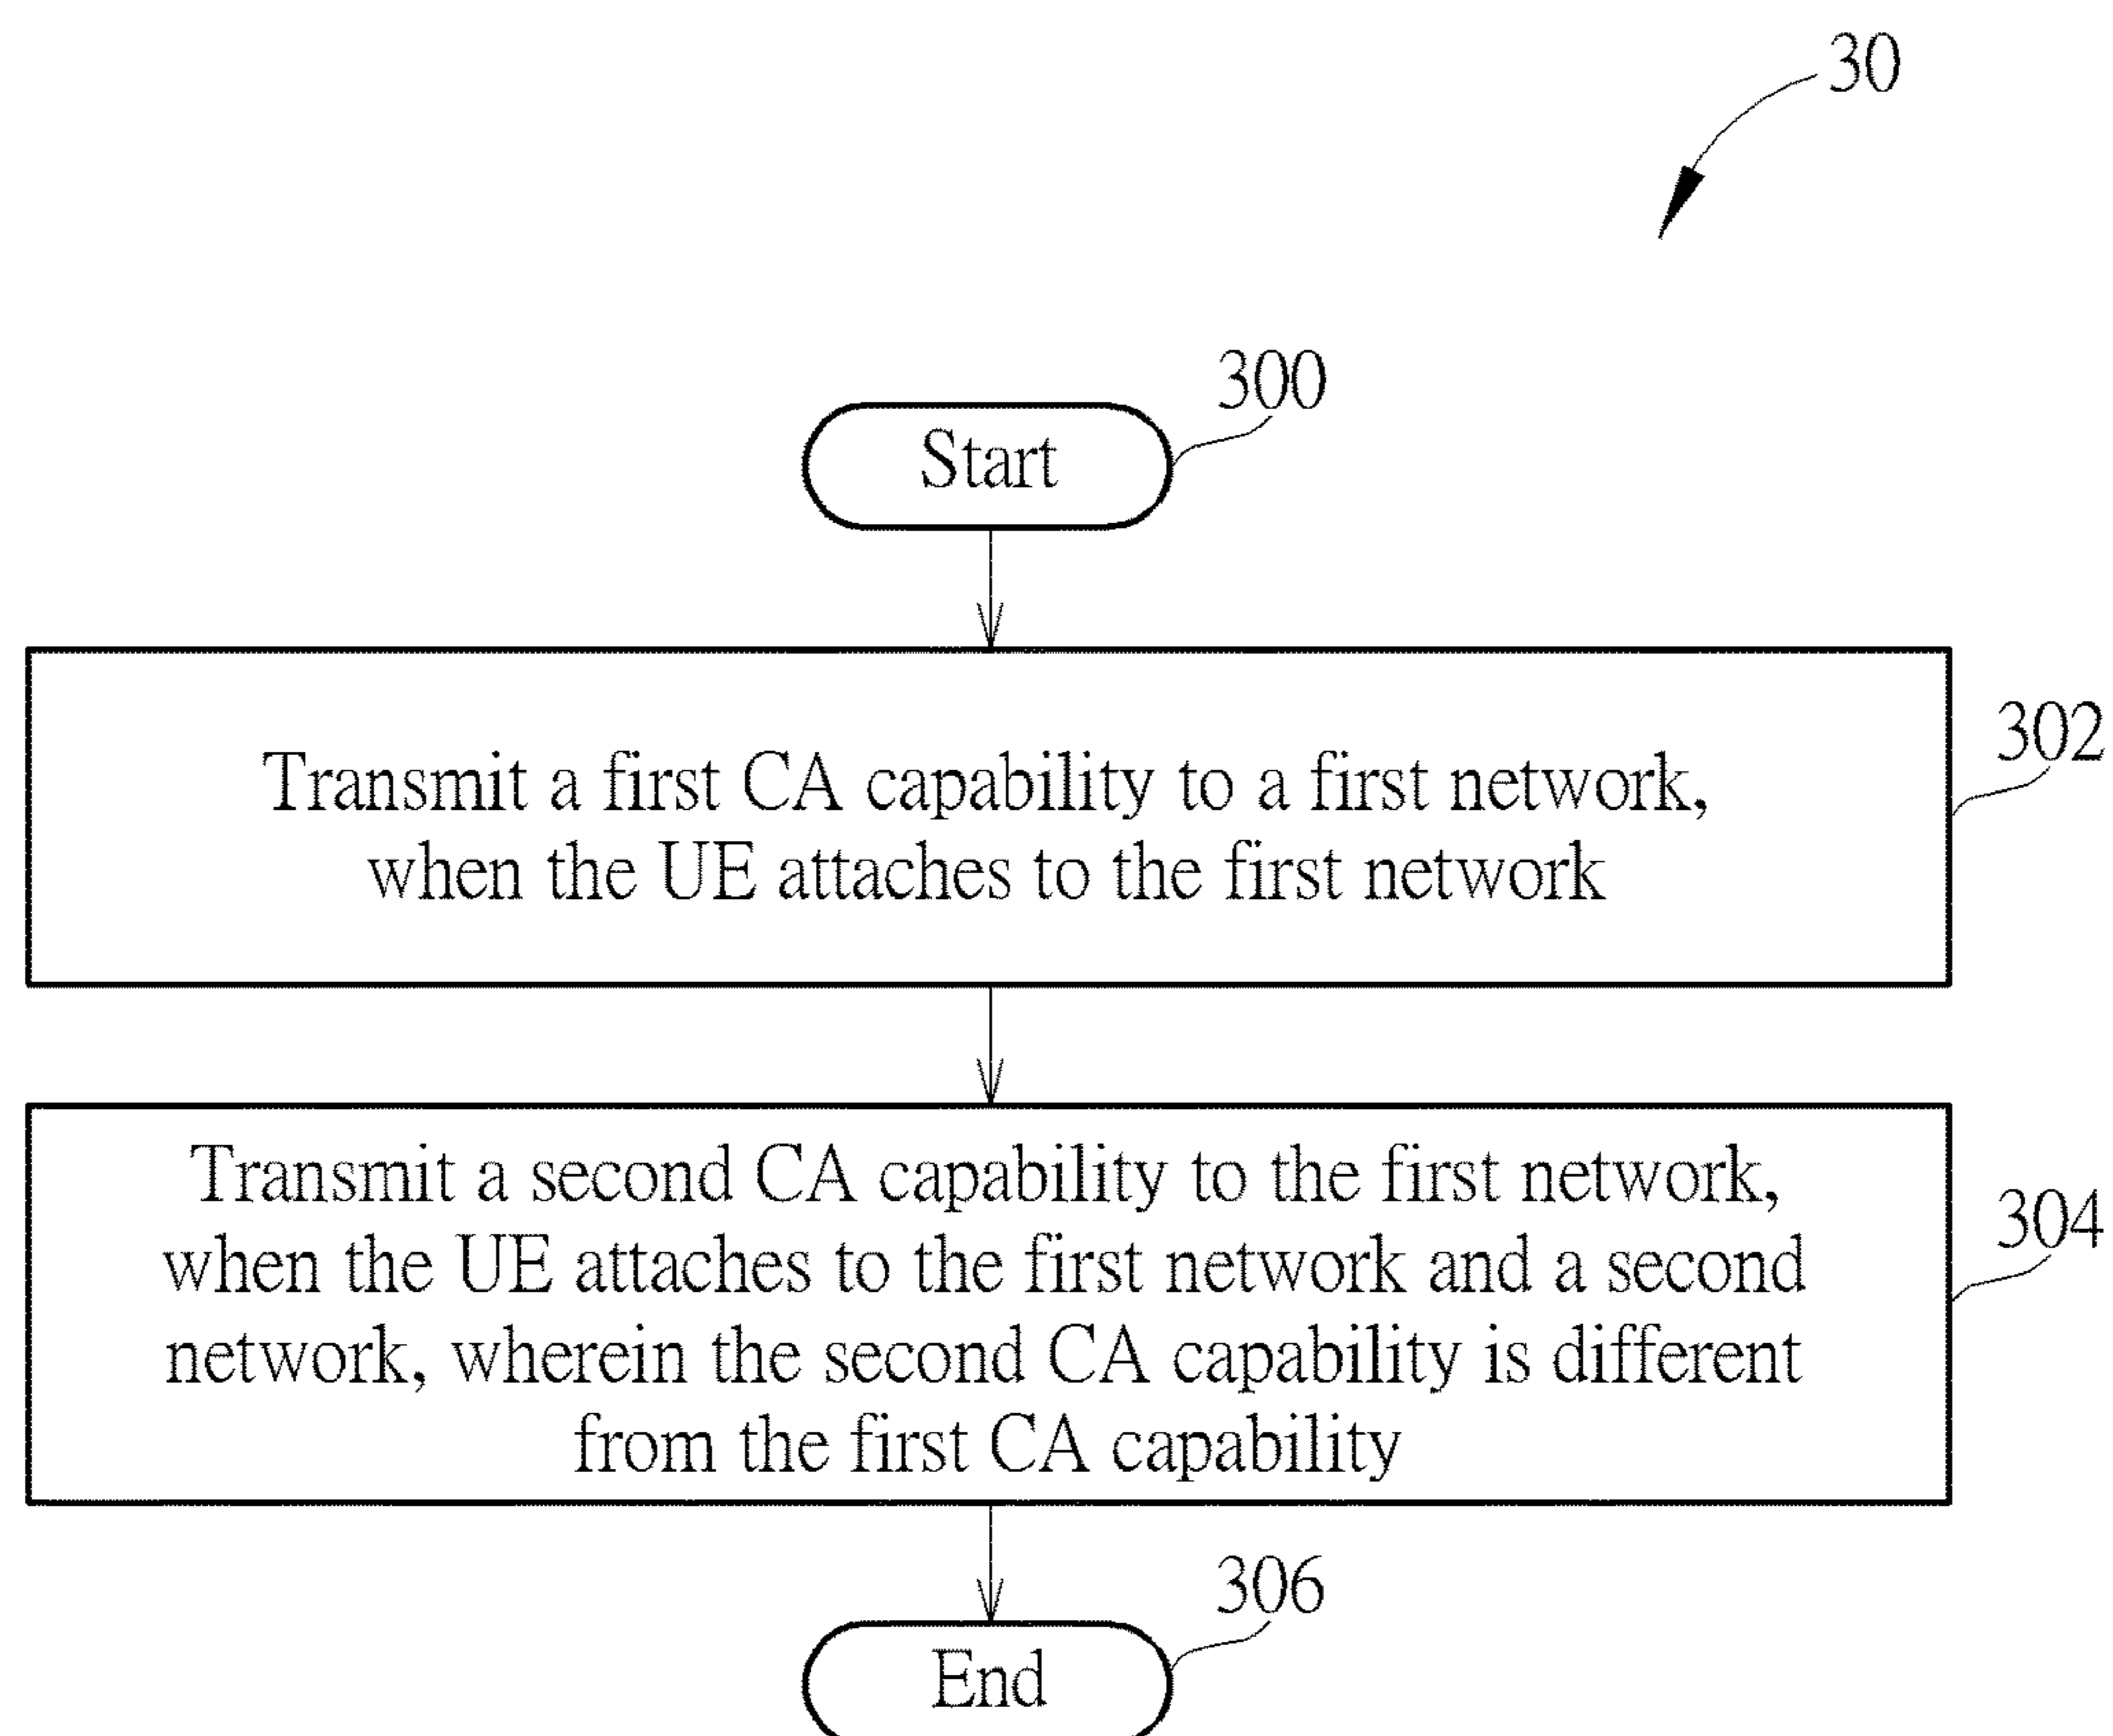 30
300
Start
302
Transmit a first CA capability to a first network,
when the UE attaches to the first network
304
Transmit a second CA capability to the first network,
when the UE attaches to the first network and a second
network, wherein the second CA capability is different
from the first CA capability
306
End